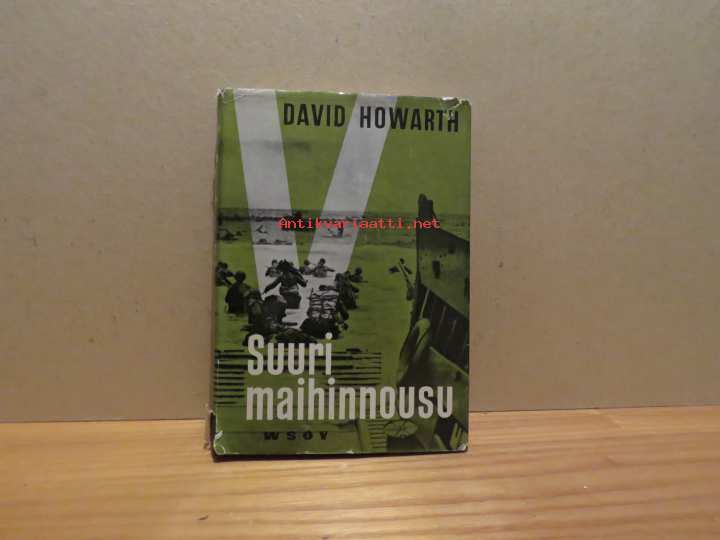 DAVID HOWARTH
Antikvariaatti.net
Suuri
maihinnousu
WSOY